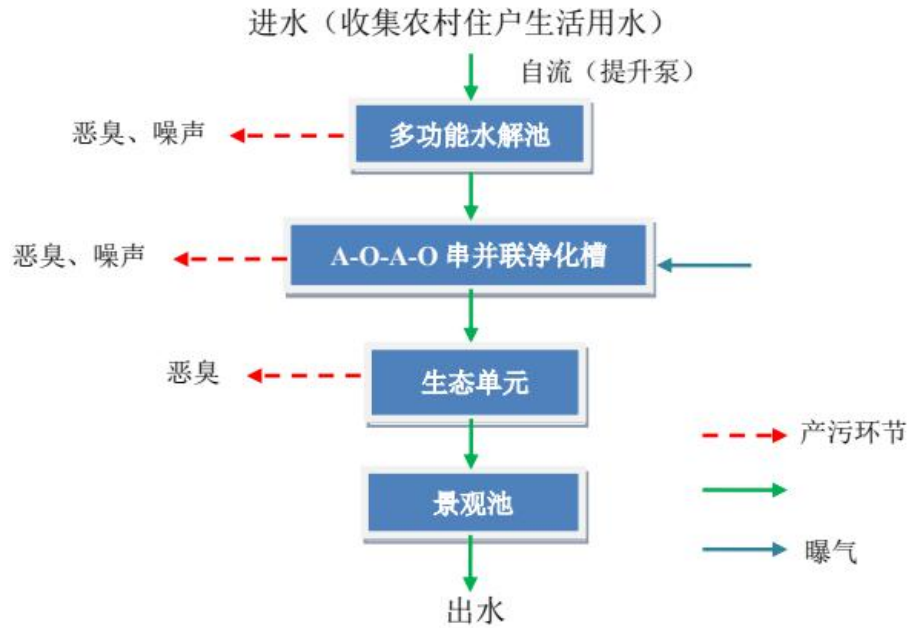 进水（收集农村住户生活用水）
自流（提升泵）
恶臭、噪声
多功能水解池
恶臭、噪声
A-O-A-O 串并联净化槽
恶臭
生态单元
产污环节
景观池
曝气
出水